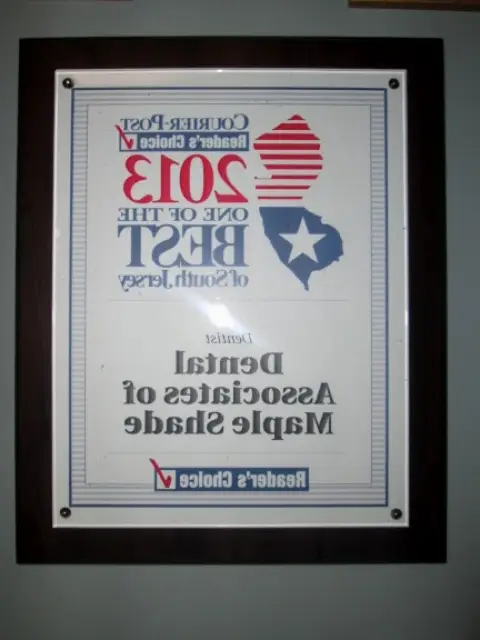 COURIER-POST
Reader's Choice
2013
ONE OF THE
BEST
of South Jersey
Dentist
Dental
Associates of
Maple Shade
Reader's Choice